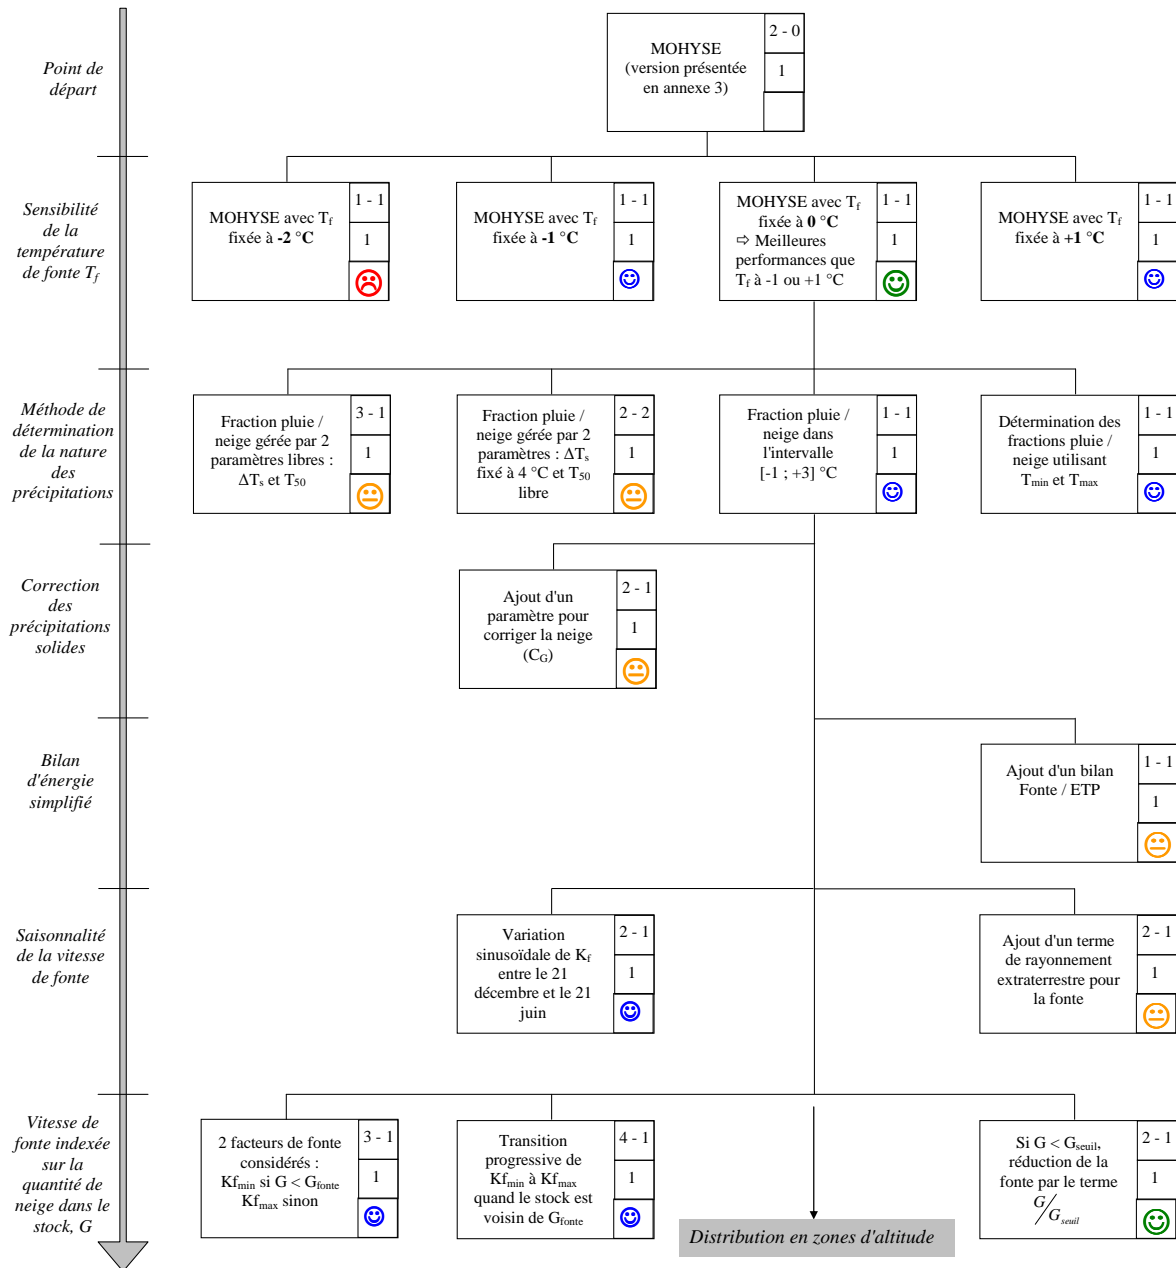 Point de
départ
MOHYSE
(version présentée
en annexe 3)
2 - 0
1
Sensibilité
de la
température
de fonte Tf
MOHYSE avec Tf
fixée à -2 °C
1 - 1
1
MOHYSE avec Tf
fixée à -1 °C
1 - 1
1
MOHYSE avec Tf
fixée à 0 °C
⇨ Meilleures
performances que
Tf à -1 ou +1 °C
1 - 1
1
MOHYSE avec Tf
fixée à +1 °C
1 - 1
1
Méthode de
détermination
de la nature
des
précipitations
Fraction pluie /
neige gérée par 2
paramètres libres :
ΔTs et T50
3 - 1
1
Fraction pluie /
neige gérée par 2
paramètres : ΔTs
fixé à 4 °C et T50
libre
2 - 2
1
Fraction pluie /
neige dans
l'intervalle
[-1 ; +3] °C
1 - 1
1
Détermination des
fractions pluie /
neige utilisant
Tmin et Tmax
1 - 1
1
Correction
des
précipitations
solides
Ajout d'un
paramètre pour
corriger la neige
(CG)
2 - 1
1
Bilan
d'énergie
simplifié
Ajout d'un bilan
Fonte / ETP
1 - 1
1
Saisonnalité
de la vitesse
de fonte
Variation
sinusoïdale de Kf
entre le 21
décembre et le 21
juin
2 - 1
1
Ajout d'un terme
de rayonnement
extraterrestre pour
la fonte
2 - 1
1
Vitesse de
fonte indexée
sur la
quantité de
neige dans le
stock, G
2 facteurs de fonte
considérés :
Kfmin si G < Gfonte
Kfmax sinon
3 - 1
1
Transition
progressive de
Kfmin à Kfmax
quand le stock est
voisin de Gfonte
4 - 1
1
Distribution en zones d'altitude
Si G < Gseuil,
réduction de la
fonte par le terme
G/Gseuil
2 - 1
1